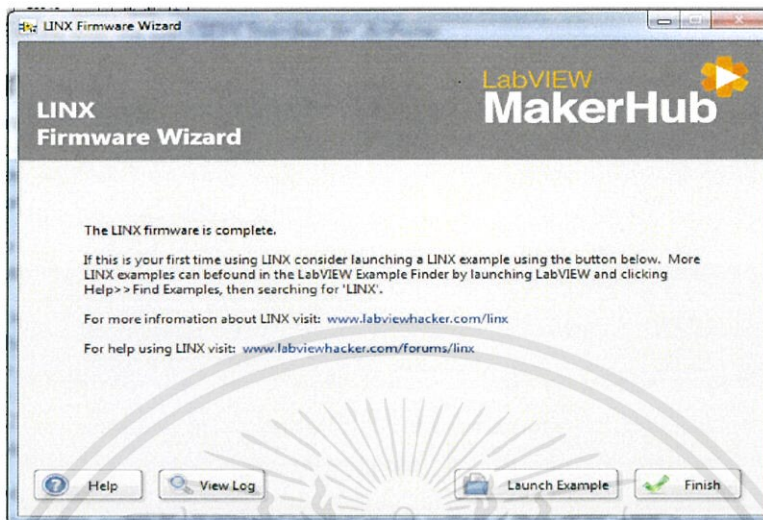 LINX Firmware Wizard
LabVIEW
MakerHub
LINX
Firmware Wizard
The LINX firmware is complete.
If this is your first time using LINX consider launching a LINX example using the button below. More
LINX examples can befound in the LabVIEW Example Finder by launching LabVIEW and clicking
Help>>Find Examples, then searching for 'LINX'.
For more infromation about LINX visit: www.labviewhacker.com/linx
For help using LINX visit: www.labviewhacker.com/forums/linx
Help
View Log
Launch Example
Finish